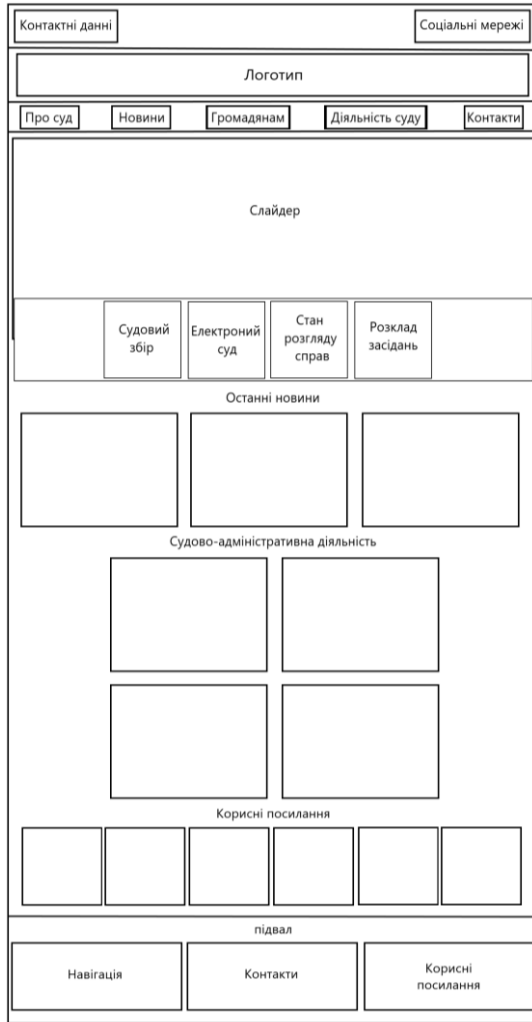 Контактні данні
Соціальні мережі
Логотип
Про суд
Новини
Громадянам
Діяльність суду
Контакти
Слайдер
Судовий
збір
Електроний
суд
Стан
розгляду
справ
Розклад
засідань
Останні новини
Судово-адміністративна діяльність
Корисні посилання
підвал
Навігація
Контакти
Корисні
посилання